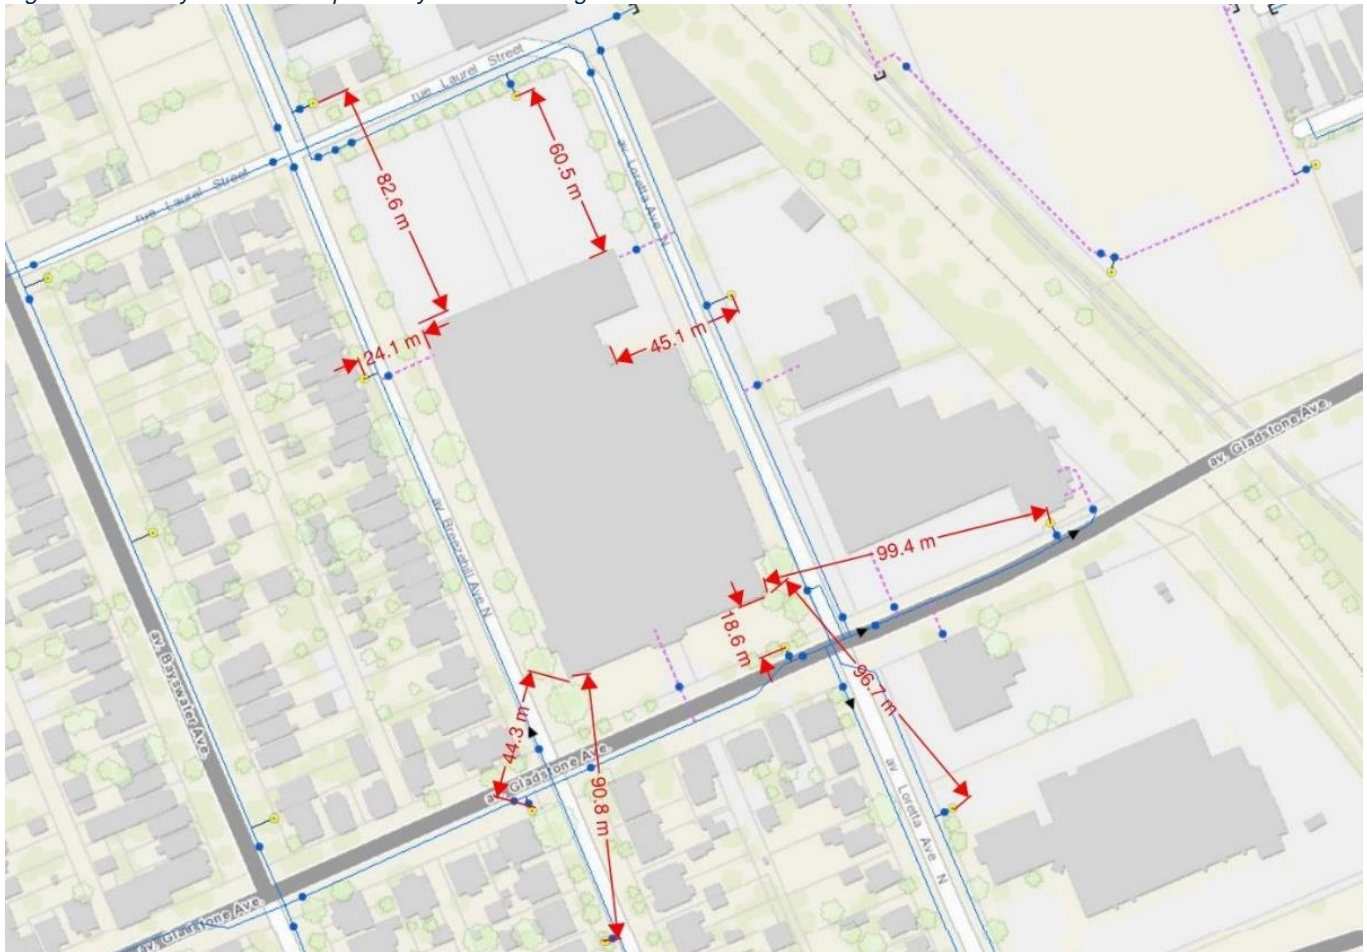 rue Laurel Street
82.6 m
60.5 m
av Loretta Ave N
rue Laurel Street
24.1 m
45.1 m
av. Gladstone Ave.
av Breezehill Ave N
99.4 m
18.6 m
96.7 m
av. Bayswater Ave.
44.3 m
90.8 m
av. Gladstone Ave.
av Loretta Ave N
av. Gladstone Ave.